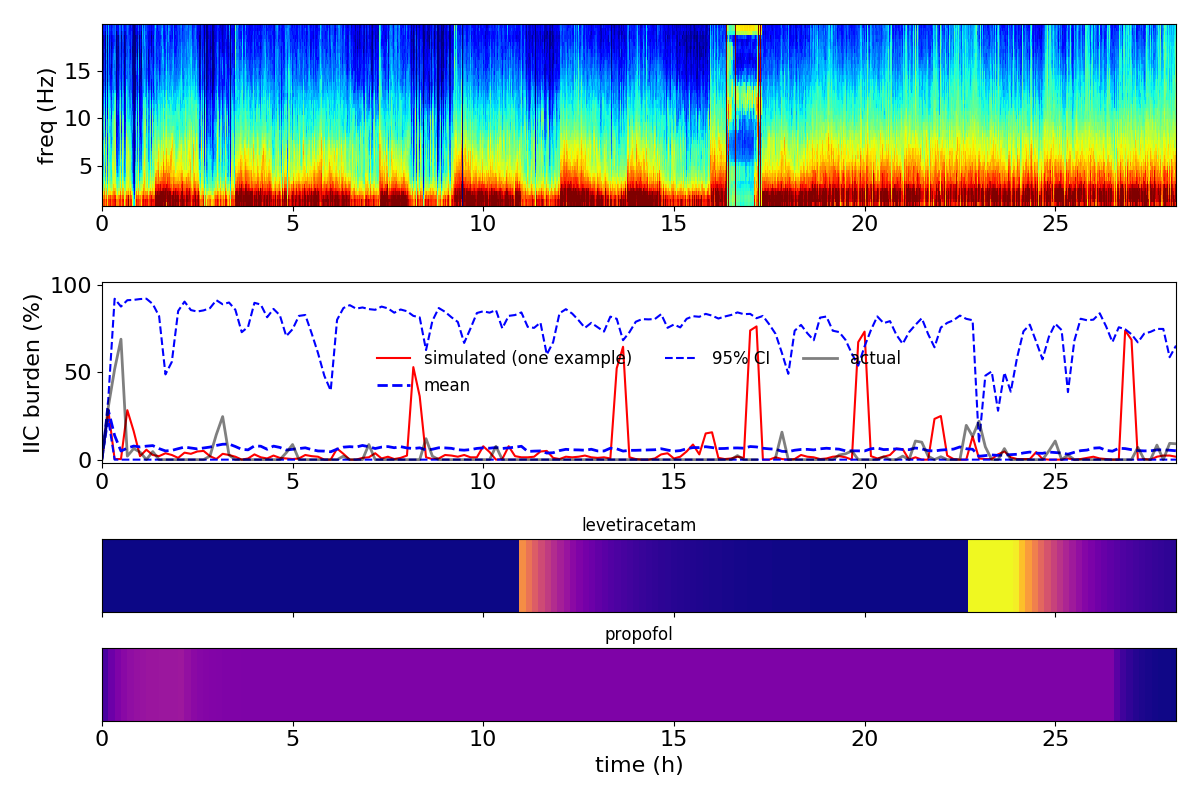 freq (Hz)
15
10
5
0 5 10 15 20 25
IIC burden (%)
100
50
0
simulated (one example) 95% CI actual
mean
0 5 10 15 20 25
levetiracetam
propofol
0 5 10 15 20 25
time (h)